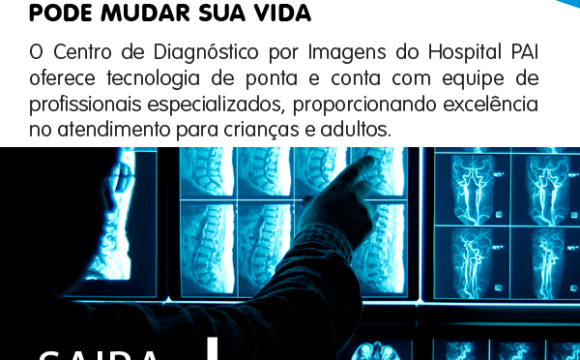 PODE MUDAR SUA VIDA
O Centro de Diagnóstico por Imagens do Hospital PAI
oferece tecnologia de ponta e conta com equipe de
profissionais especializados, proporcionando excelência
no atendimento para crianças e adultos.